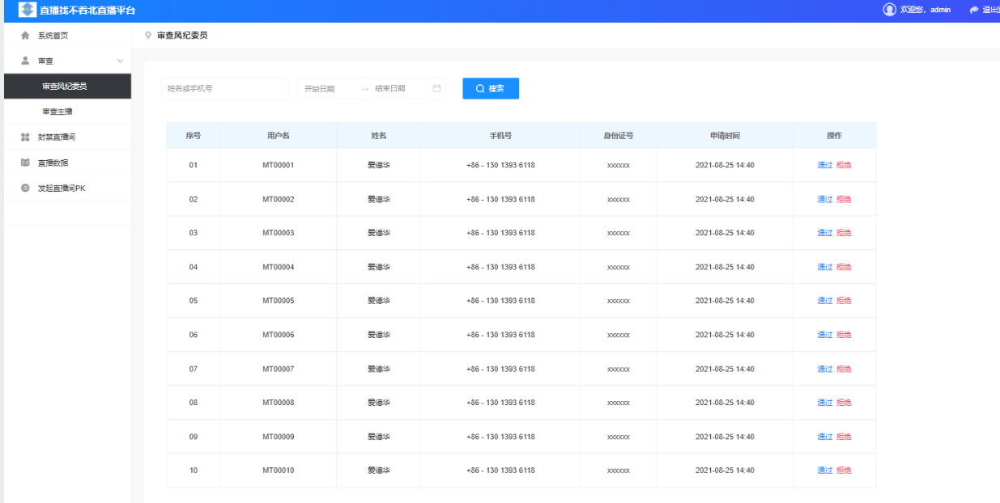 直播找不着北直播平台
欢迎您，admin
退出
系统首页
审查
审查风纪委员
审查主播
封禁直播间
直播数据
发起直播间PK
审查风纪委员
姓名或手机号 开始日期 → 结束日期 搜索
序号 用户名 姓名 手机号 身份证号 申请时间 操作
01 MT00001 爱德华 +86 - 130 1393 6118 xxxxxx 2021-08-25 14:40 通过 拒绝
02 MT00002 爱德华 +86 - 130 1393 6118 xxxxxx 2021-08-25 14:40 通过 拒绝
03 MT00003 爱德华 +86 - 130 1393 6118 xxxxxx 2021-08-25 14:40 通过 拒绝
04 MT00004 爱德华 +86 - 130 1393 6118 xxxxxx 2021-08-25 14:40 通过 拒绝
05 MT00005 爱德华 +86 - 130 1393 6118 xxxxxx 2021-08-25 14:40 通过 拒绝
06 MT00006 爱德华 +86 - 130 1393 6118 xxxxxx 2021-08-25 14:40 通过 拒绝
07 MT00007 爱德华 +86 - 130 1393 6118 xxxxxx 2021-08-25 14:40 通过 拒绝
08 MT00008 爱德华 +86 - 130 1393 6118 xxxxxx 2021-08-25 14:40 通过 拒绝
09 MT00009 爱德华 +86 - 130 1393 6118 xxxxxx 2021-08-25 14:40 通过 拒绝
10 MT00010 爱德华 +86 - 130 1393 6118 xxxxxx 2021-08-25 14:40 通过 拒绝